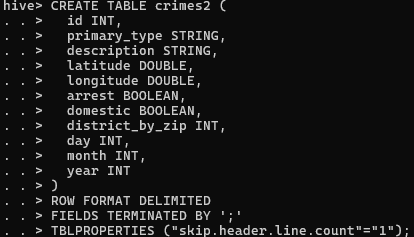 hive> CREATE TABLE crimes2 (
. . >   id INT,
. . >   primary_type STRING,
. . >   description STRING,
. . >   latitude DOUBLE,
. . >   longitude DOUBLE,
. . >   arrest BOOLEAN,
. . >   domestic BOOLEAN,
. . >   district_by_zip INT,
. . >   day INT,
. . >   month INT,
. . >   year INT
. . > )
. . > ROW FORMAT DELIMITED
. . > FIELDS TERMINATED BY ';'
. . > TBLPROPERTIES ("skip.header.line.count"="1");